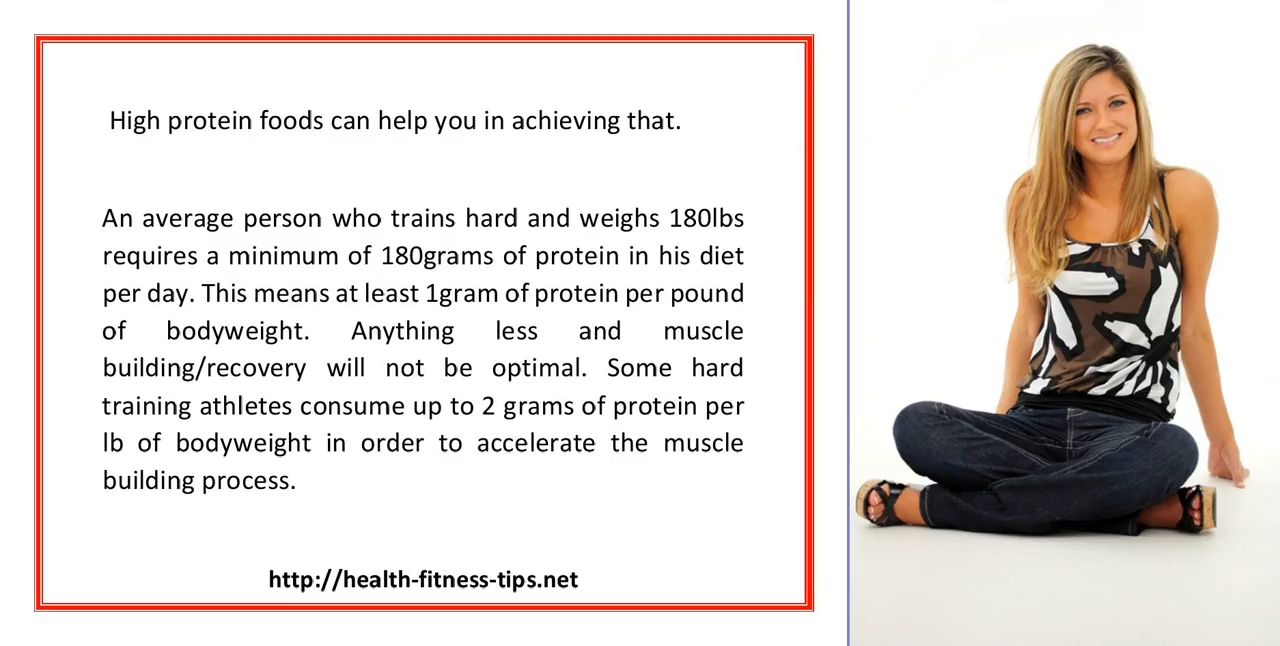 High protein foods can help you in achieving that.
An average person who trains hard and weighs 180lbs
requires a minimum of 180grams of protein in his diet
per day. This means at least 1gram of protein per pound
of bodyweight. Anything less and muscle
building/recovery will not be optimal. Some hard
training athletes consume up to 2 grams of protein per
lb of bodyweight in order to accelerate the muscle
building process.
http://health-fitness-tips.net